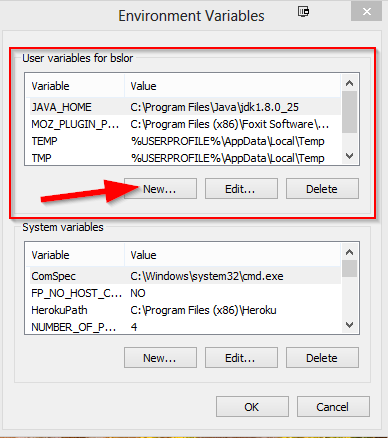 Environment Variables
User variables for bslor
Variable Value
JAVA_HOME C:\Program Files\Java\jdk1.8.0_25
MOZ_PLUGIN_P... C:\Program Files (x86)\Foxit Software\...
TEMP %USERPROFILE%\AppData\Local\Temp
TMP %USERPROFILE%\AppData\Local\Temp
New... Edit... Delete
System variables
Variable Value
ComSpec C:\Windows\system32\cmd.exe
FP_NO_HOST_C... NO
HerokuPath C:\Program Files (x86)\Heroku
NUMBER_OF_P... 4
New... Edit... Delete
OK Cancel